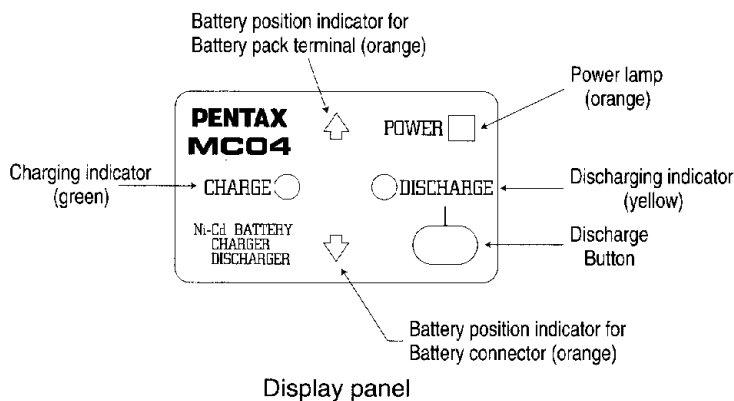 Battery position indicator for
Battery pack terminal (orange)
Power lamp
(orange)
PENTAX
MC04
POWER
Charging indicator
(green)
CHARGE
DISCHARGE
Discharging indicator
(yellow)
Ni-Cd BATTERY
CHARGER
DISCHARGER
Discharge
Button
Battery position indicator for
Battery connector (orange)
Display panel